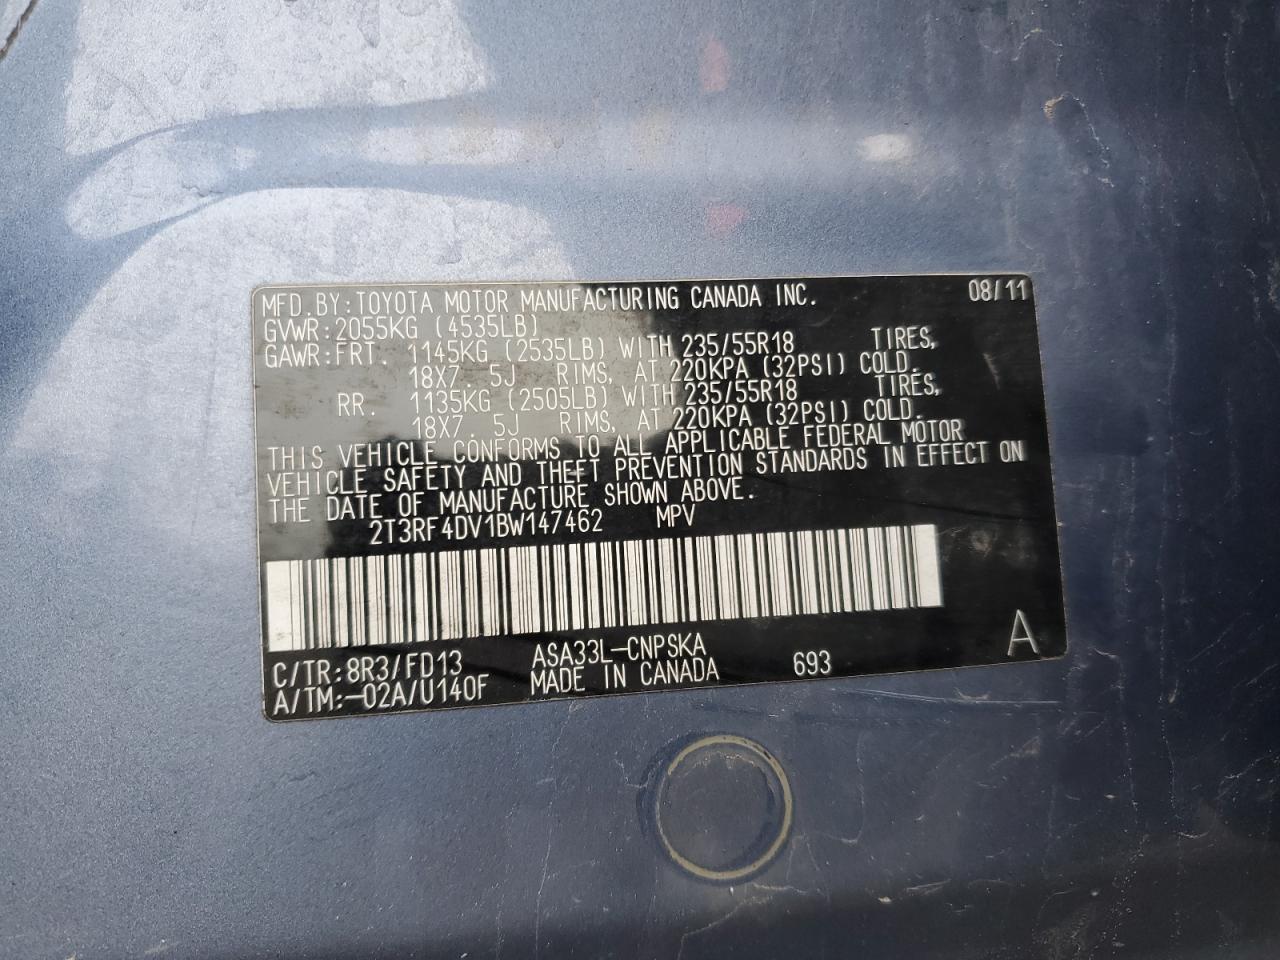 MFD.BY:TOYOTA MOTOR MANUFACTURING CANADA INC. 08/11
GVWR:2055KG (4535LB)
GAWR:FRT. 1145KG (2535LB) WITH 235/55R18 TIRES,
18X7. 5J RIMS, AT 220KPA (32PSI) COLD.
RR. 1135KG (2505LB) WITH 235/55R18 TIRES,
18X7. 5J RIMS, AT 220KPA (32PSI) COLD.
THIS VEHICLE CONFORMS TO ALL APPLICABLE FEDERAL MOTOR
VEHICLE SAFETY AND THEFT PREVENTION STANDARDS IN EFFECT ON
THE DATE OF MANUFACTURE SHOWN ABOVE.
2T3RF4DV1BW147462 MPV
C/TR:8R3/FD13 ASA33L-CNPSKA 693 A
A/TM:-02A/U140F MADE IN CANADA